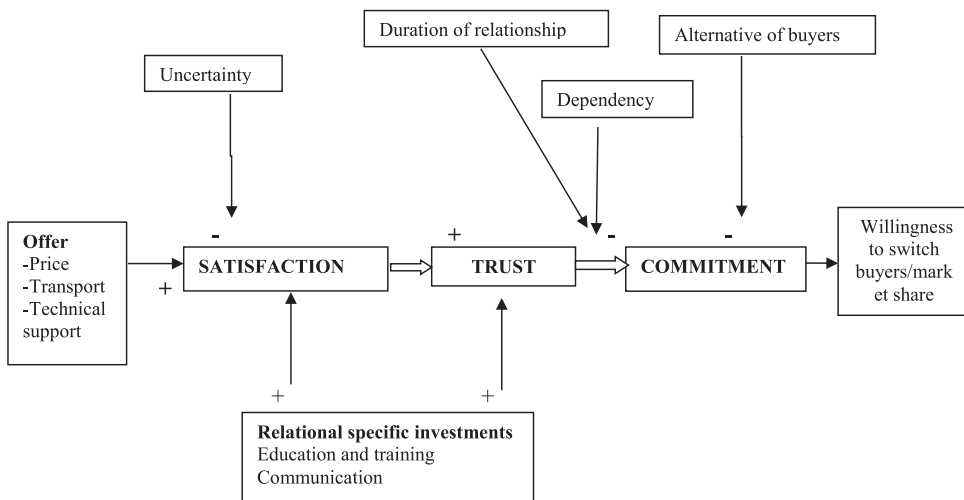 Duration of relationship
Alternative of buyers
Uncertainty
Dependency
Offer
-Price
-Transport
-Technical
support
+
-
SATISFACTION
+
TRUST
-
COMMITMENT
-
Willingness
to switch
buyers/mark
et share
+
+
Relational specific investments
Education and training
Communication